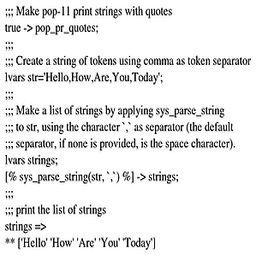 ;;; Make pop-11 print strings with quotes
true -> pop_pr_quotes;
;;;
;;; Create a string of tokens using comma as token separator
lvars str='Hello,How,Are,You,Today';
;;;
;;; Make a list of strings by applying sys_parse_string
;;; to str, using the character `,` as separator (the default
;;; separator, if none is provided, is the space character).
lvars strings;
[% sys_parse_string(str, `,`) %] -> strings;
;;;
;;; print the list of strings
strings =>
** ['Hello' 'How' 'Are' 'You' 'Today']